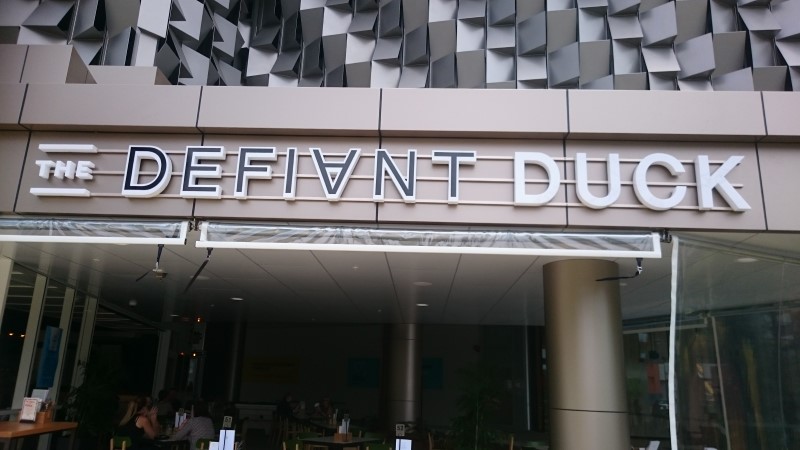 THE DEFIANT DUCK